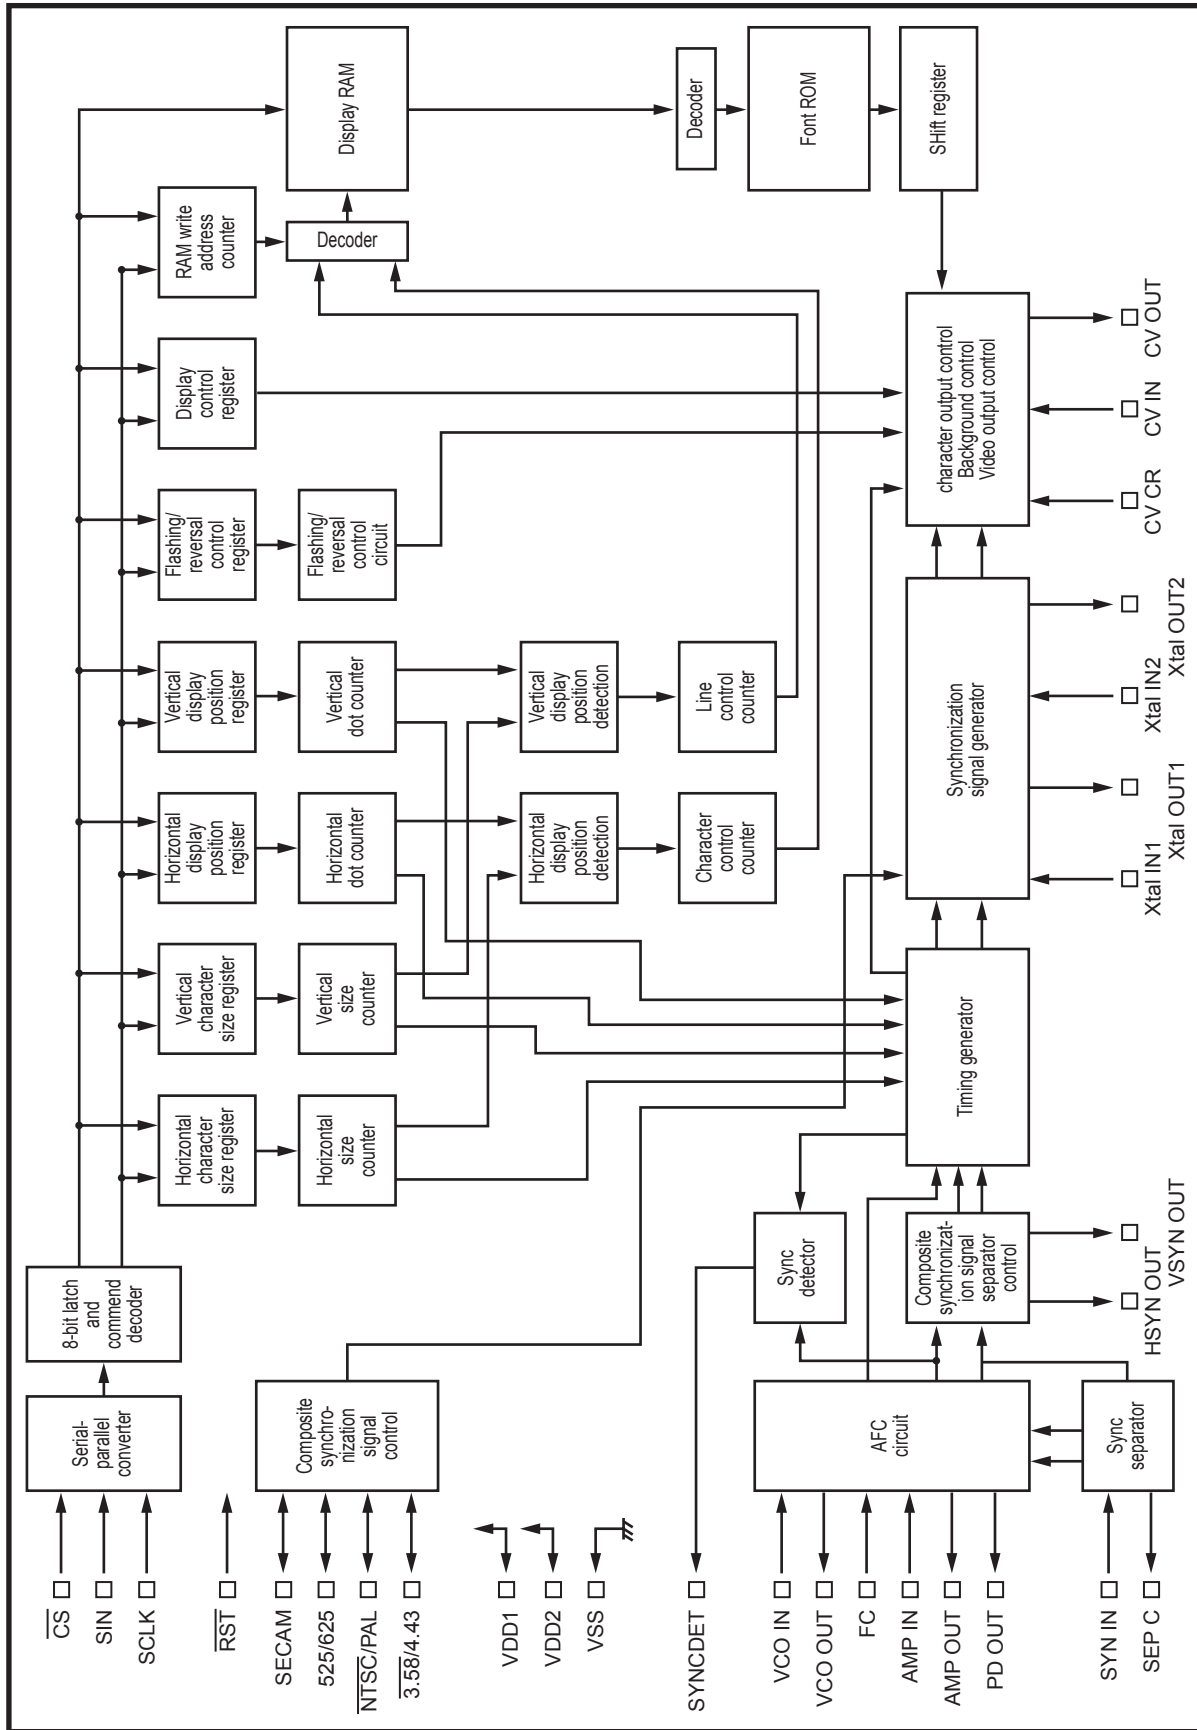 CS
SIN
SCLK
RST
SECAM
525/625
NTSC/PAL
3.58/4.43
VDD1
VDD2
VSS
SYNCDET
VCO IN
VCO OUT
FC
AMP IN
AMP OUT
PD OUT
SYN IN
SEP C
Serial-
parallel
converter
8-bit latch
and
commend
decoder
Composite
synchro-
nization
signal
control
AFC
circuit
Sync
separator
Horizontal
character
size register
Horizontal
size
counter
Sync
detector
Composite
synchronizat-
ion signal
separator
control
HSYN OUT
VSYN OUT
Vertical
character
size register
Vertical
size
counter
Timing generator
Horizontal
display
position
register
Horizontal
dot counter
Horizontal
display
position
detection
Character
control
counter
Vertical
display
position
register
Vertical
dot counter
Vertical
display
position
detection
Line
control
counter
Synchronization
signal generator
Xtal IN1
Xtal OUT1
Xtal IN2
Xtal OUT2
Flashing/
reversal
control
register
Flashing/
reversal
control
circuit
Display
control
register
RAM write
address
counter
Decoder
Display RAM
Decoder
Font ROM
SHift register
character output control
Background control
Video output control
CV CR
CV IN
CV OUT